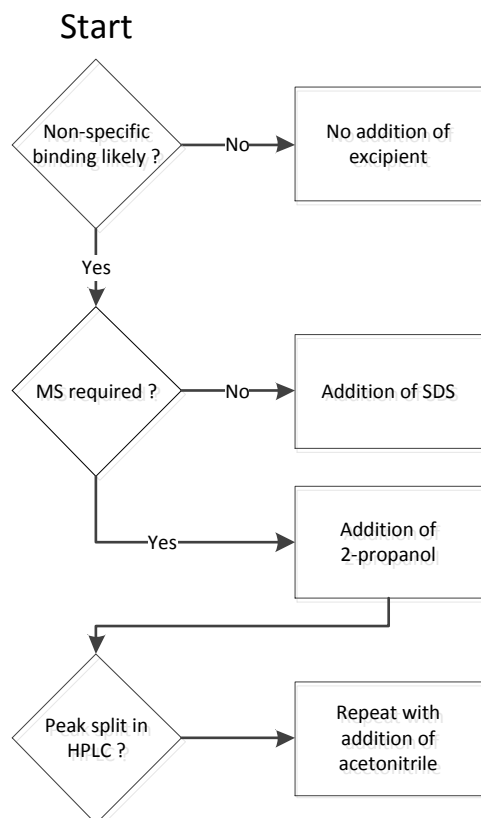 Start
Non-specific
binding likely ?
No
No addition of
excipient
Yes
MS required ?
No
Addition of SDS
Yes
Addition of
2-propanol
Peak split in
HPLC ?
Repeat with
addition of
acetonitrile